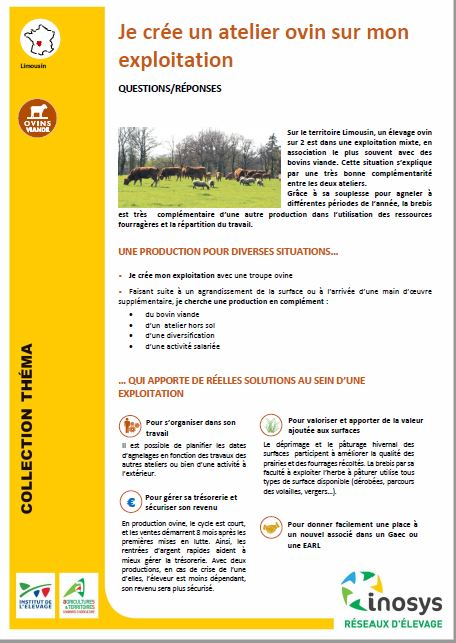 Limousin
OVINS
VIANDE
Je crée un atelier ovin sur mon
exploitation
QUESTIONS/RÉPONSES
Sur le territoire Limousin, un élevage ovin
sur 2 est dans une exploitation mixte, en
association le plus souvent avec des
bovins viande. Cette situation s'explique
par une très bonne complémentarité
entre les deux ateliers.
Grâce à sa souplesse pour agneler à
différentes périodes de l'année, la brebis
est très complémentaire d'une autre production dans l'utilisation des ressources
fourragères et la répartition du travail.
UNE PRODUCTION POUR DIVERSES SITUATIONS...
• Je crée mon exploitation avec une troupe ovine
• Faisant suite à un agrandissement de la surface ou à l'arrivée d'une main d'œuvre
supplémentaire, je cherche une production en complément :
• du bovin viande
• d'un atelier hors sol
• d'une diversification
• d'une activité salariée
... QUI APPORTE DE RÉELLES SOLUTIONS AU SEIN D'UNE
EXPLOITATION
Pour s'organiser dans son
travail
Il est possible de planifier les dates
d'agnelages en fonction des travaux des
autres ateliers ou bien d'une activité à
l'extérieur.
€
Pour gérer sa trésorerie et
sécuriser son revenu
En production ovine, le cycle est court,
et les ventes démarrent 8 mois après les
premières mises en lutte. Ainsi, les
rentrées d'argent rapides aident à
mieux gérer la trésorerie. Avec deux
productions, en cas de crise de l'une
d'elles, l'éleveur est moins dépendant,
son revenu sera plus sécurisé.
Pour valoriser et apporter de la valeur
ajoutée aux surfaces
Le déprimage et le pâturage hivernal des
surfaces participent à améliorer la qualité des
prairies et des fourrages récoltés. La brebis par sa
faculté à exploiter l'herbe à pâturer utilise tous
types de surface disponible (dérobées, parcours
des volailles, vergers...).
Pour donner facilement une place à
un nouvel associé dans un Gaec ou
une EARL
COLLECTION THÉMA
INSTITUT DE
L'ELEVAGE
AGRICULTURES
& TERRITOIRES
CHAMBRES D'AGRICULTURE
inosys
RÉSEAUX D'ÉLEVAGE